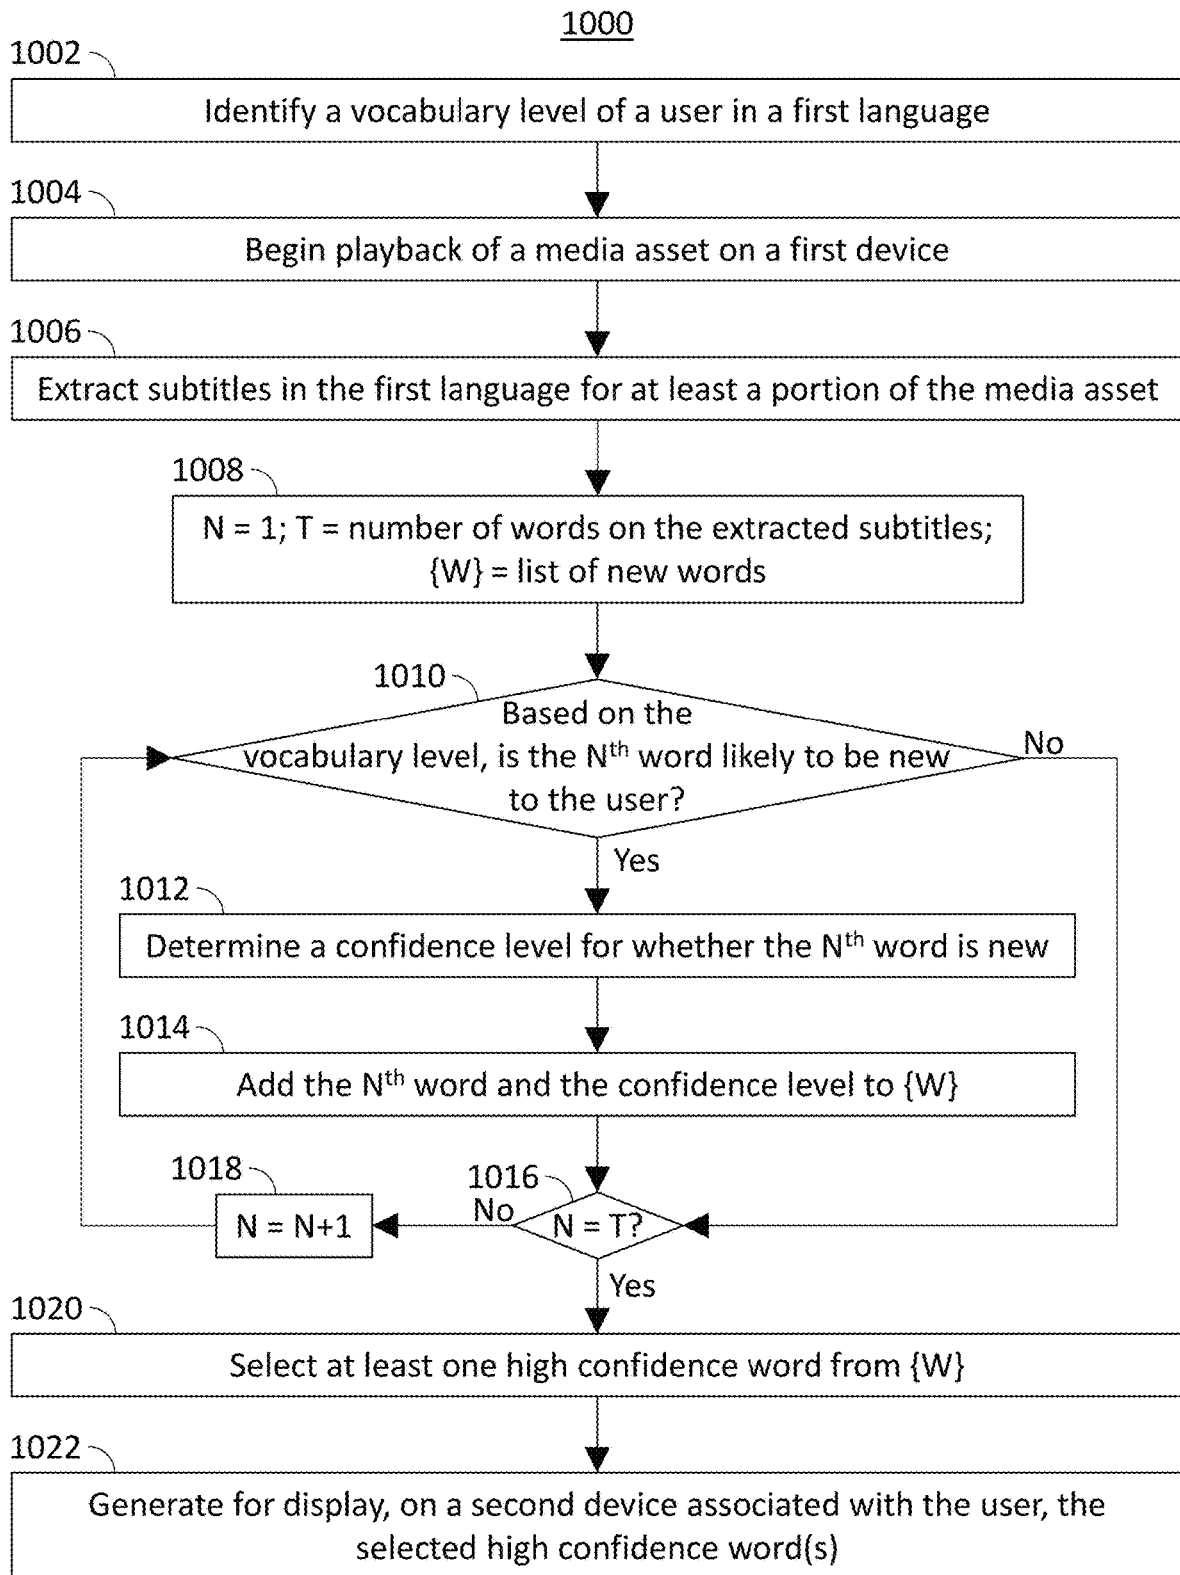 1000
1002
Identify a vocabulary level of a user in a first language
1004
Begin playback of a media asset on a first device
1006
Extract subtitles in the first language for at least a portion of the media asset
1008
N = 1; T = number of words on the extracted subtitles;
{W} = list of new words
1010
Based on the
vocabulary level, is the Nth word likely to be new
to the user?
No
Yes
1012
Determine a confidence level for whether the Nth word is new
1014
Add the Nth word and the confidence level to {W}
1018
N = N+1
1016
No
N = T?
Yes
1020
Select at least one high confidence word from {W}
1022
Generate for display, on a second device associated with the user, the
selected high confidence word(s)